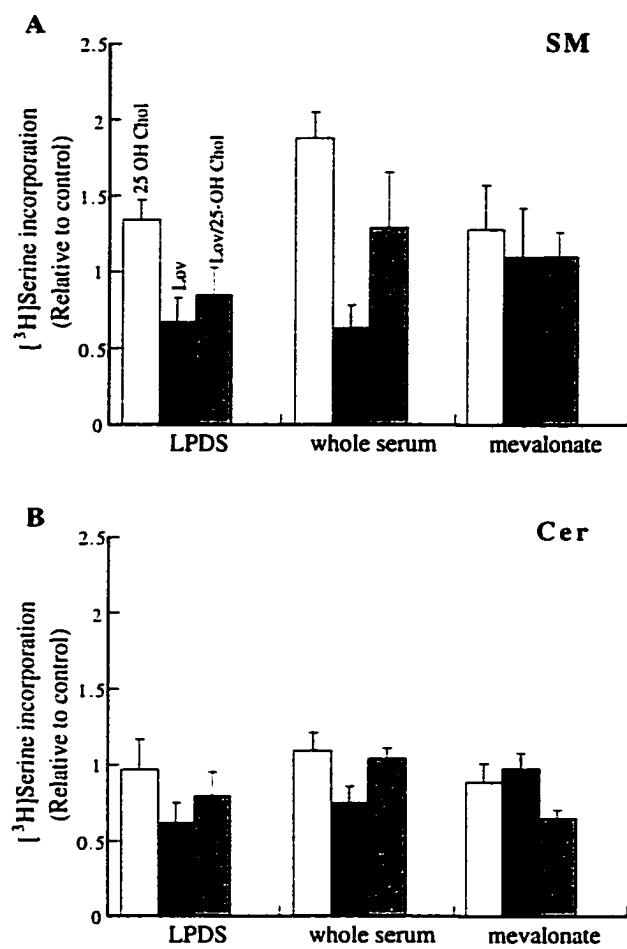 A
SM
2.5
2
1.5
1
0.5
0
[³H]Serine incorporation
(Relative to control)
25 OH Chol
Lov
Lov/25-OH Chol
LPDS
whole serum
mevalonate
B
Cer
2.5
2
1.5
1
0.5
0
[³H]Serine incorporation
(Relative to control)
LPDS
whole serum
mevalonate